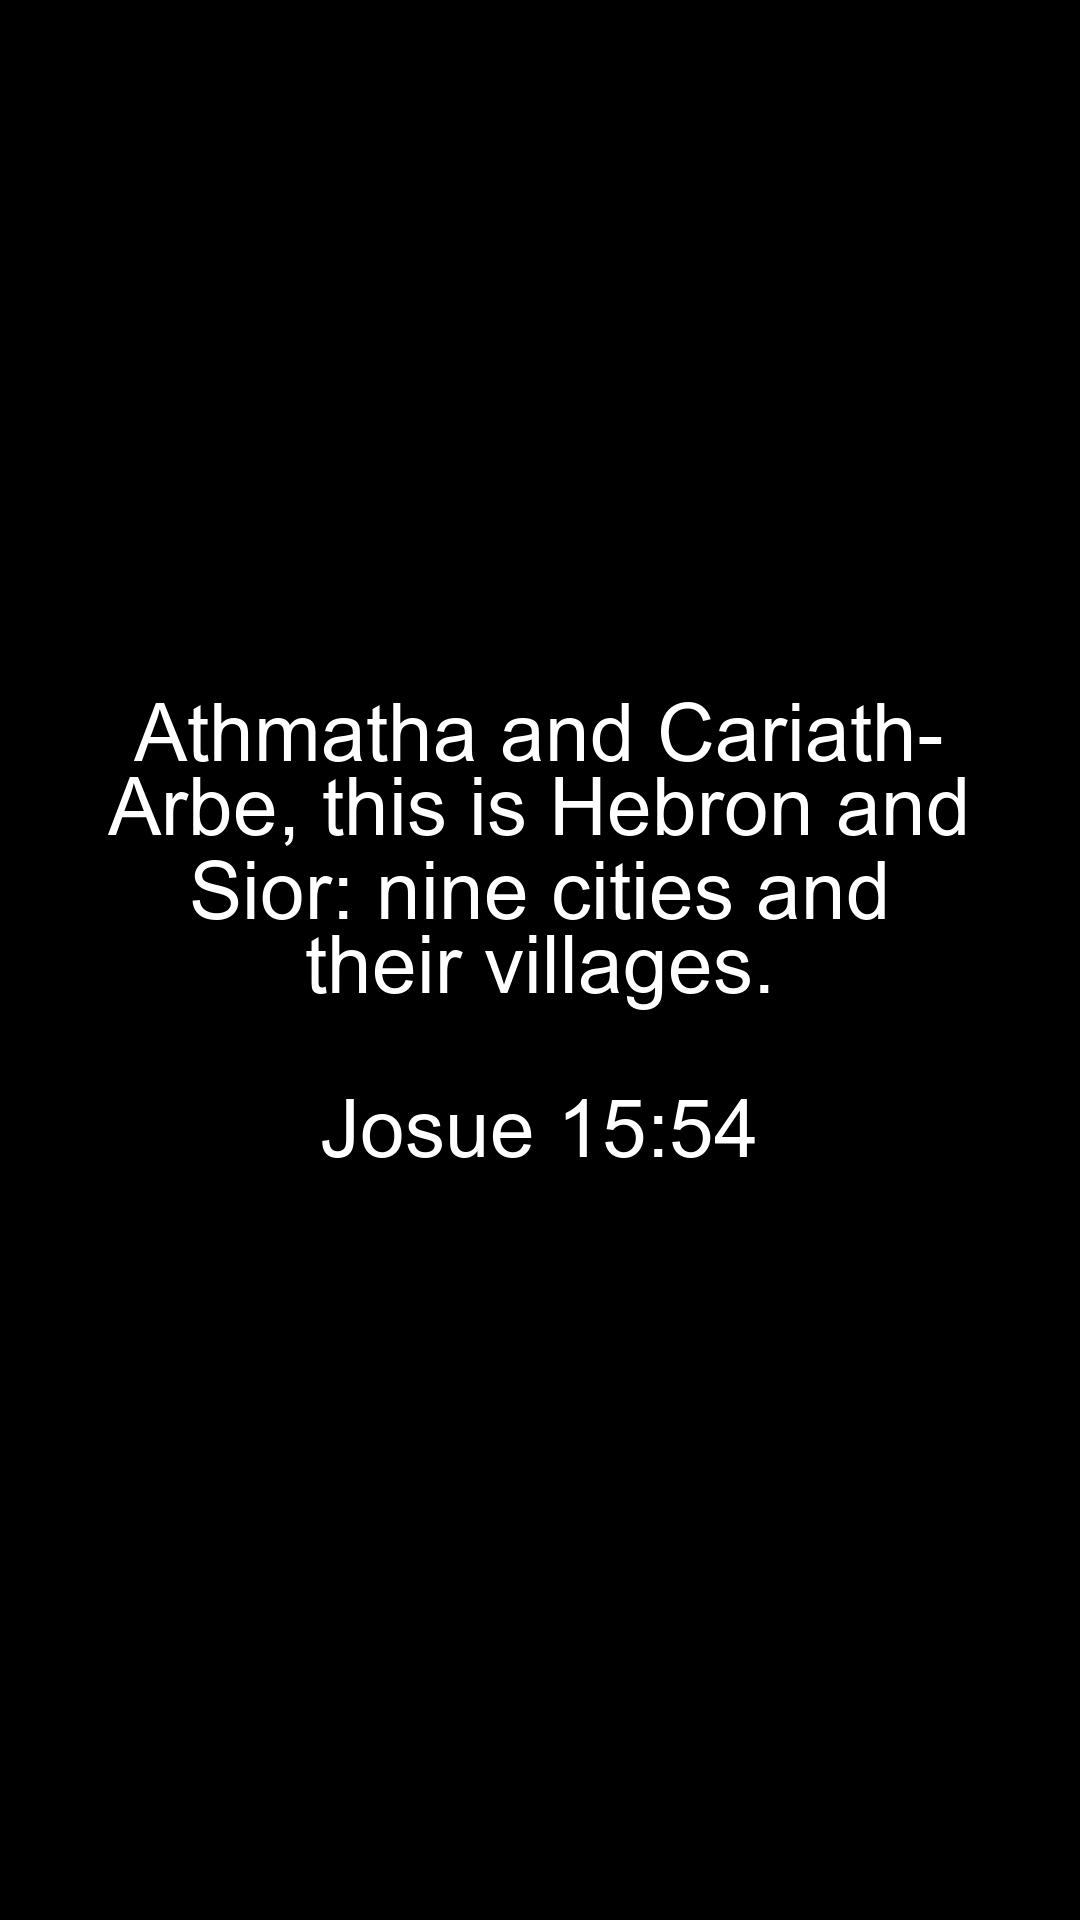 Athmatha and Cariath-
Arbe, this is Hebron and
Sior: nine cities and
their villages.
Josue 15:54